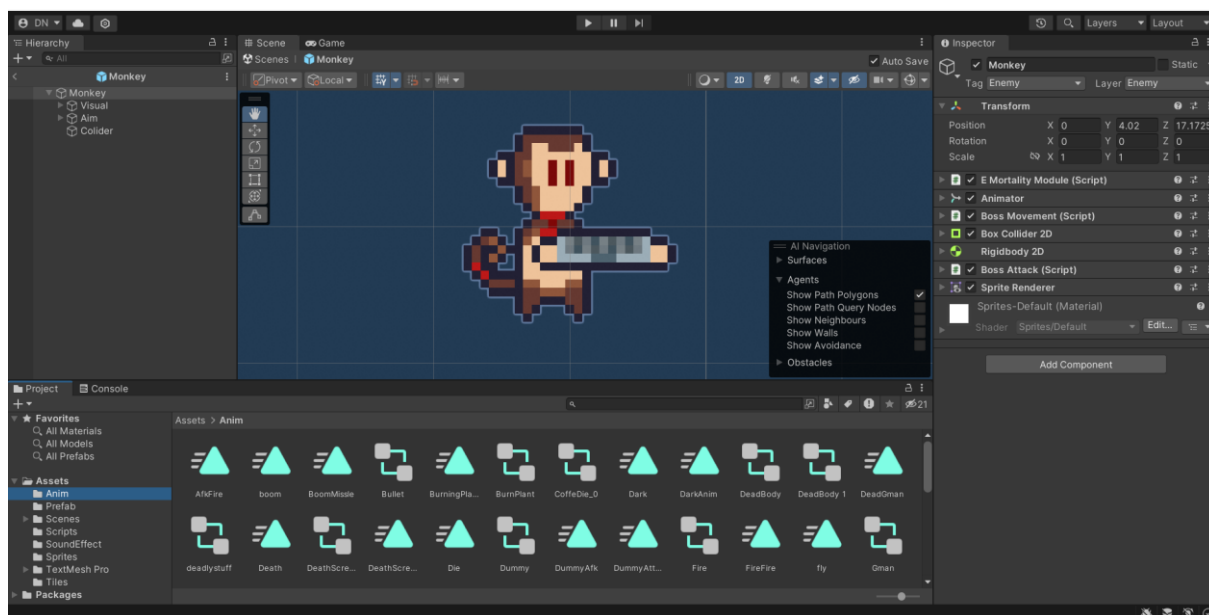 DN
Layers
Layout
Hierarchy
All
Monkey
Monkey
Visual
Aim
Collider
Scene
Game
Scenes
Monkey
Auto Save
Pivot
Local
2D
AI Navigation
Surfaces
Agents
Show Path Polygons
Show Path Query Nodes
Show Neighbours
Show Walls
Show Avoidance
Obstacles
Inspector
Monkey
Static
Tag Enemy
Layer Enemy
Transform
Position X 0 Y 4.02 Z 17.1725
Rotation X 0 Y 0 Z 0
Scale X 1 Y 1 Z 1
E Mortality Module (Script)
Animator
Boss Movement (Script)
Box Collider 2D
Rigidbody 2D
Boss Attack (Script)
Sprite Renderer
Sprites-Default (Material)
Shader Sprites/Default Edit...
Add Component
Project
Console
21
Favorites
All Materials
All Models
All Prefabs
Assets
Anim
Prefab
Scenes
Scripts
SoundEffect
Sprites
TextMesh Pro
Tiles
Packages
Assets > Anim
AfkFire boom BoomMissle Bullet BurningPla... BurnPlant CoffeDie_0 Dark DarkAnim DeadBody DeadBody 1 DeadGman
deadlystuff Death DeathScre... DeathScre... Die Dummy DummyAfk DummyAtt... Fire FireFire fly Gman